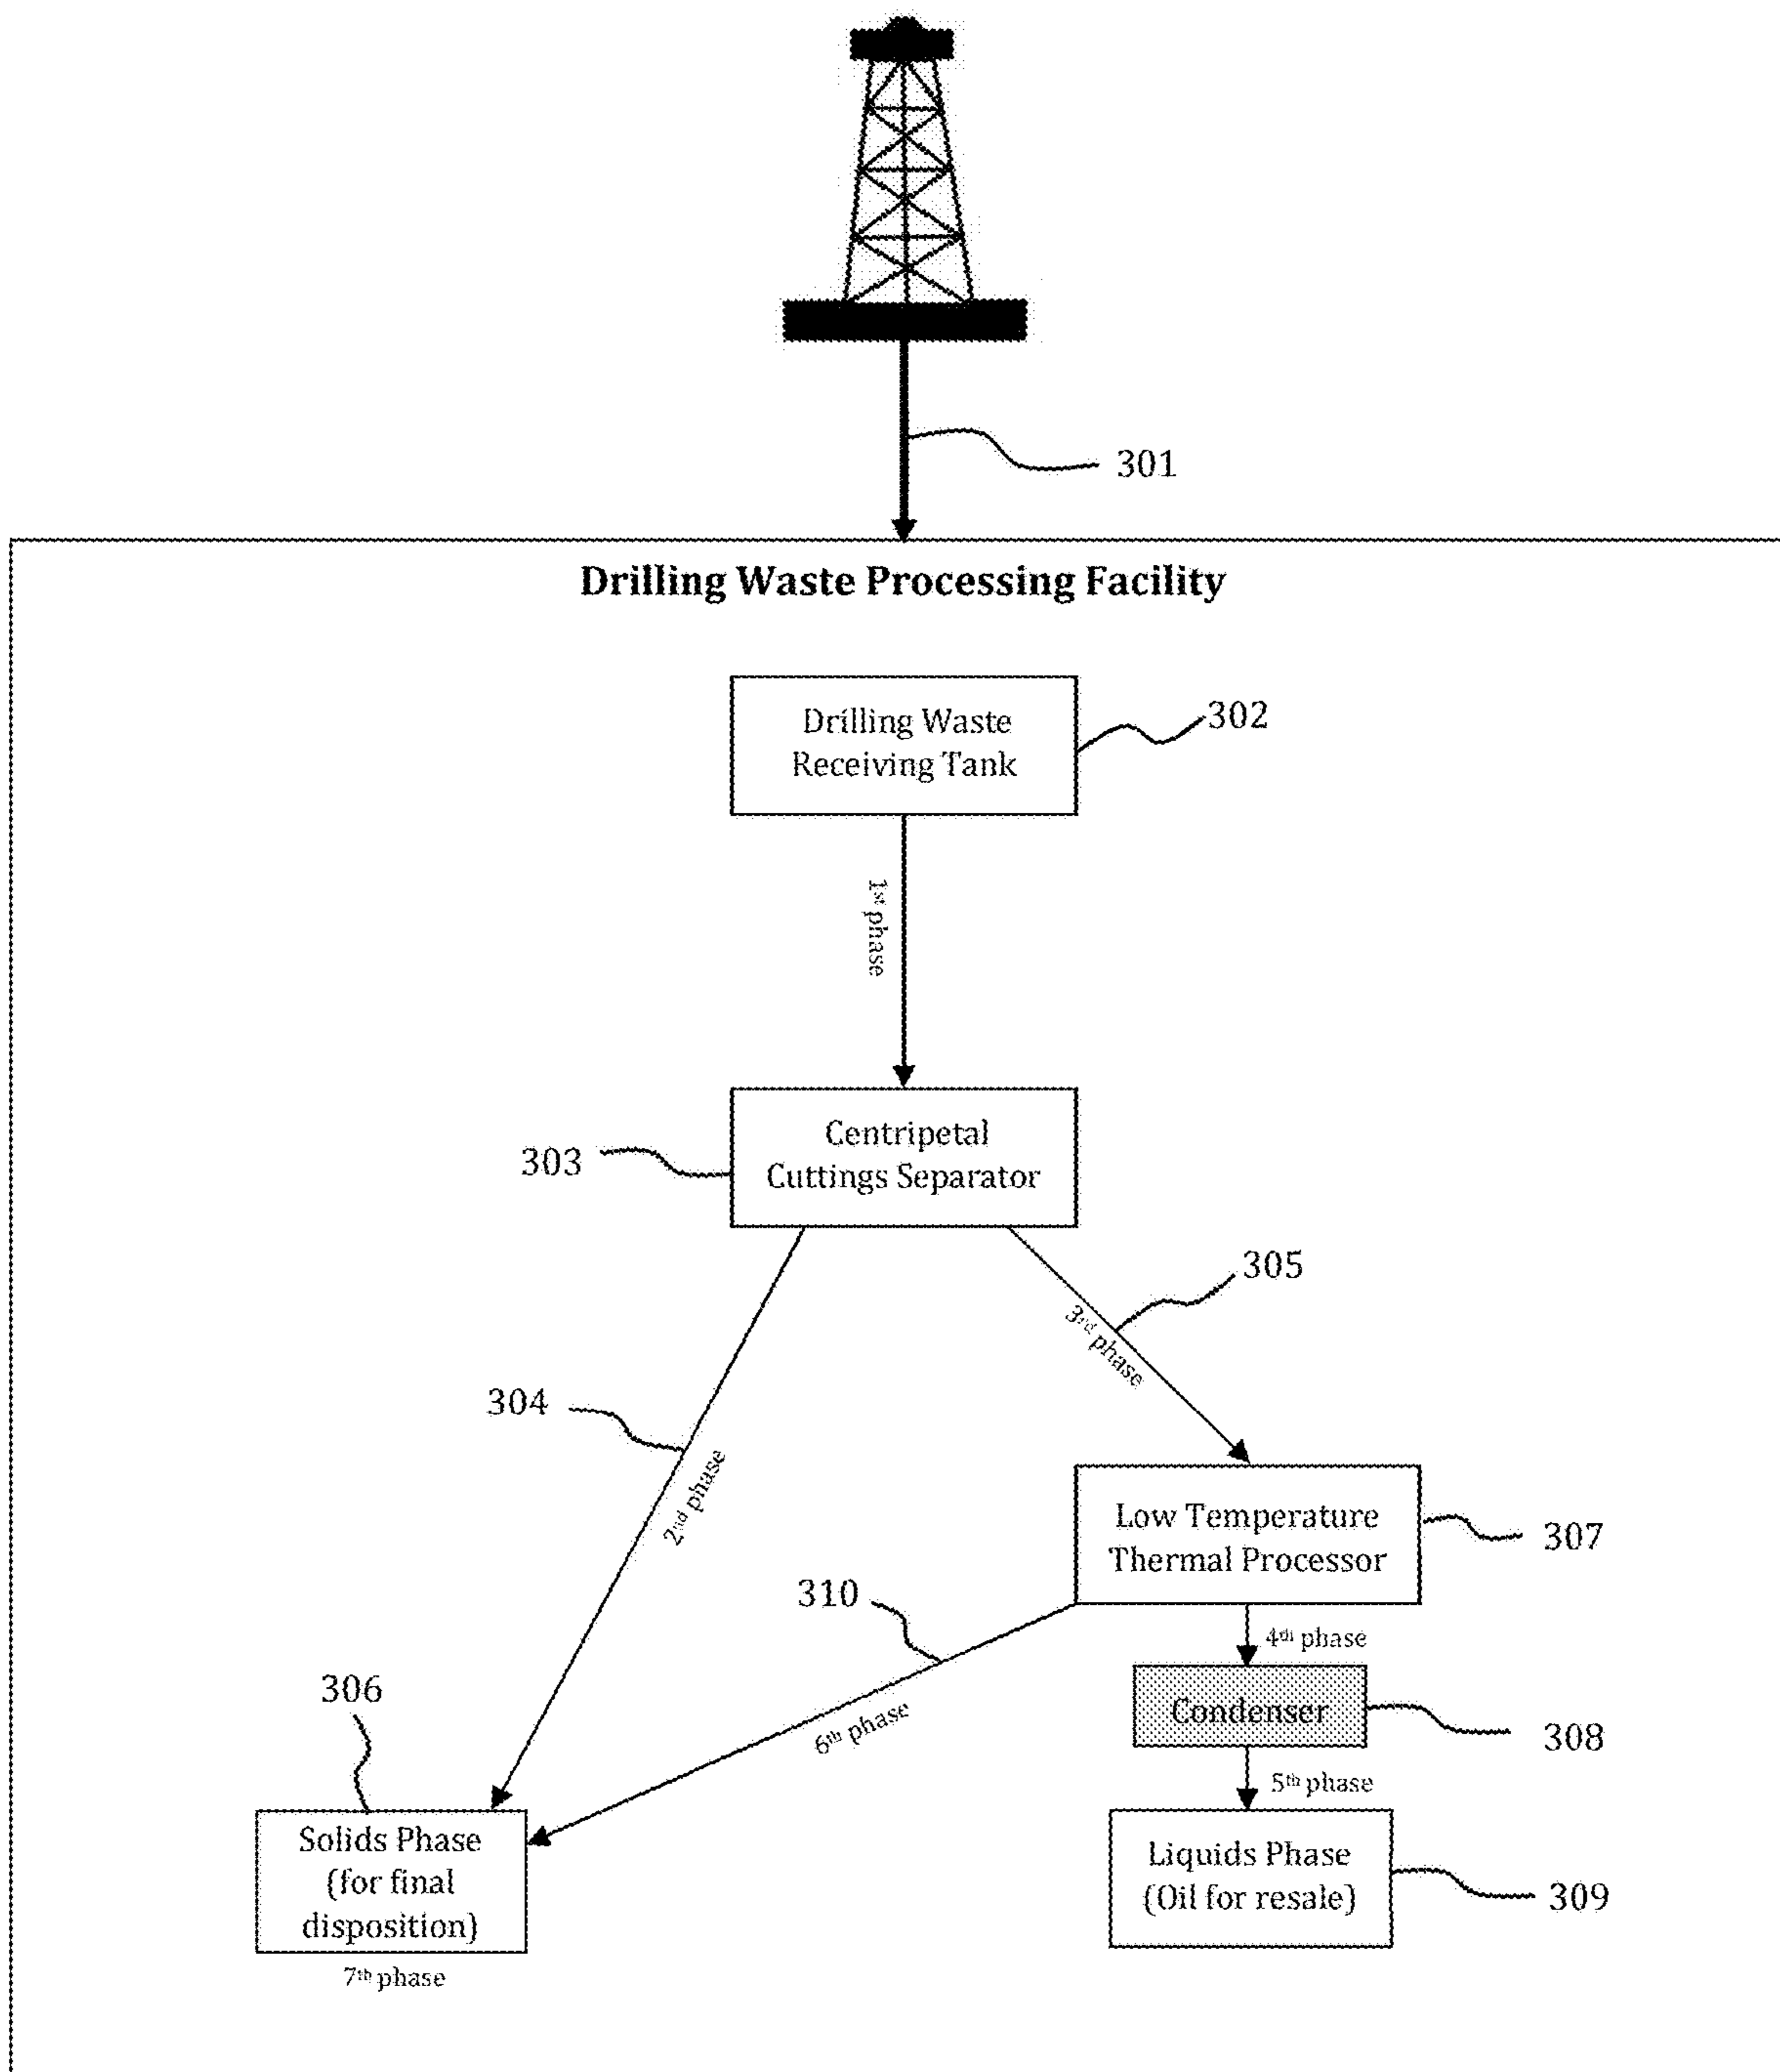 301
Drilling Waste Processing Facility
Drilling Waste
Receiving Tank
302
1st phase
Centripetal
Cuttings Separator
303
305
3rd phase
304
2nd phase
Low Temperature
Thermal Processor
307
310
4th phase
6th phase
Condenser
308
306
5th phase
Solids Phase
(for final
disposition)
Liquids Phase
(Oil for resale)
309
7th phase